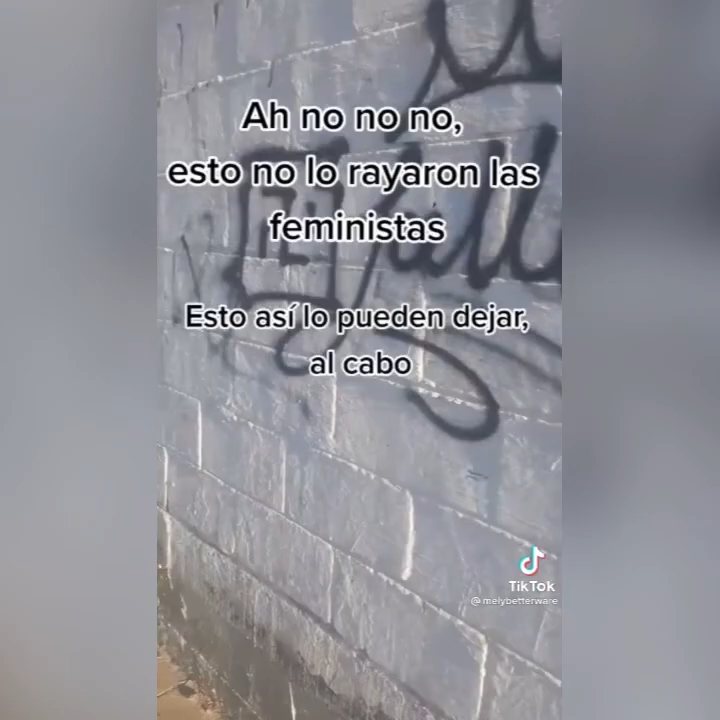 Ah no no no,
esto no lo rayaron las
feministas
Esto así lo pueden dejar,
al cabo
TikTok
@melybetterware